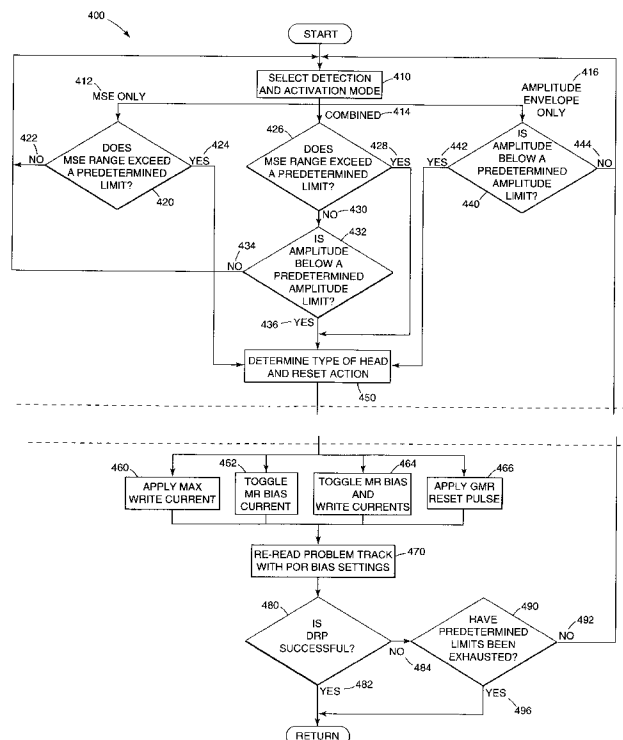 400
START
SELECT DETECTION
AND ACTIVATION MODE
410
412
MSE ONLY
COMBINED
414
416
AMPLITUDE
ENVELOPE
ONLY
422
NO
DOES
MSE RANGE EXCEED
A PREDETERMINED
LIMIT?
424
YES
420
426
DOES
MSE RANGE EXCEED
A PREDETERMINED
LIMIT?
428
YES
NO
430
442
YES
IS
AMPLITUDE
BELOW A
PREDETERMINED
AMPLITUDE
LIMIT?
444
NO
440
434
NO
IS
AMPLITUDE
BELOW A
PREDETERMINED
AMPLITUDE
LIMIT?
432
436
YES
DETERMINE TYPE OF HEAD
AND RESET ACTION
450
460
APPLY MAX
WRITE CURRENT
462
TOGGLE
MR BIAS
CURRENT
464
TOGGLE MR BIAS
AND
WRITE CURRENTS
466
APPLY GMR
RESET PULSE
RE-READ PROBLEM TRACK
WITH POR BIAS SETTINGS
470
480
IS
DRP
SUCCESSFUL?
NO
484
YES
482
490
HAVE
PREDETERMINED
LIMITS BEEN
EXHAUSTED?
492
NO
YES
496
RETURN